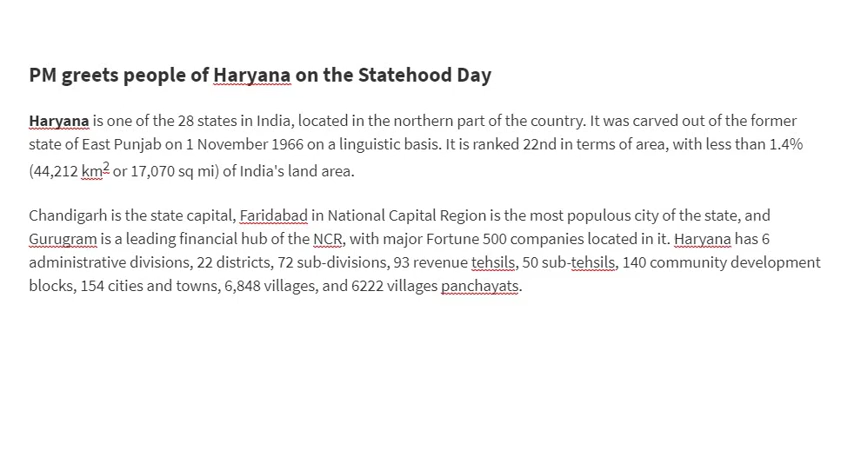 PM greets people of Haryana on the Statehood Day
Haryana is one of the 28 states in India, located in the northern part of the country. It was carved out of the former
state of East Punjab on 1 November 1966 on a linguistic basis. It is ranked 22nd in terms of area, with less than 1.4%
(44,212 km² or 17,070 sq mi) of India's land area.
Chandigarh is the state capital, Faridabad in National Capital Region is the most populous city of the state, and
Gurugram is a leading financial hub of the NCR, with major Fortune 500 companies located in it. Haryana has 6
administrative divisions, 22 districts, 72 sub-divisions, 93 revenue tehsils, 50 sub-tehsils, 140 community development
blocks, 154 cities and towns, 6,848 villages, and 6222 villages panchayats.